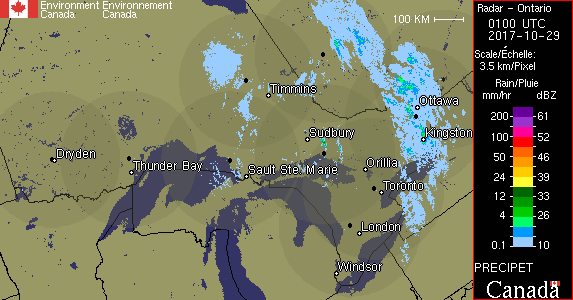 Environment Environnement
Canada Canada
100 KM
Timmins
Ottawa
Sudbury
Kingston
Dryden
Thunder Bay
Sault Ste. Marie
Orillia
Toronto
London
Windsor
Radar - Ontario
0100 UTC
2017-10-29
Scale/Échelle:
3.5 km/Pixel
Rain/Pluie
mm/hr dBZ
200 61
100 52
50 46
24 39
12 33
4 26
0.1 10
PRECIPET
Canada